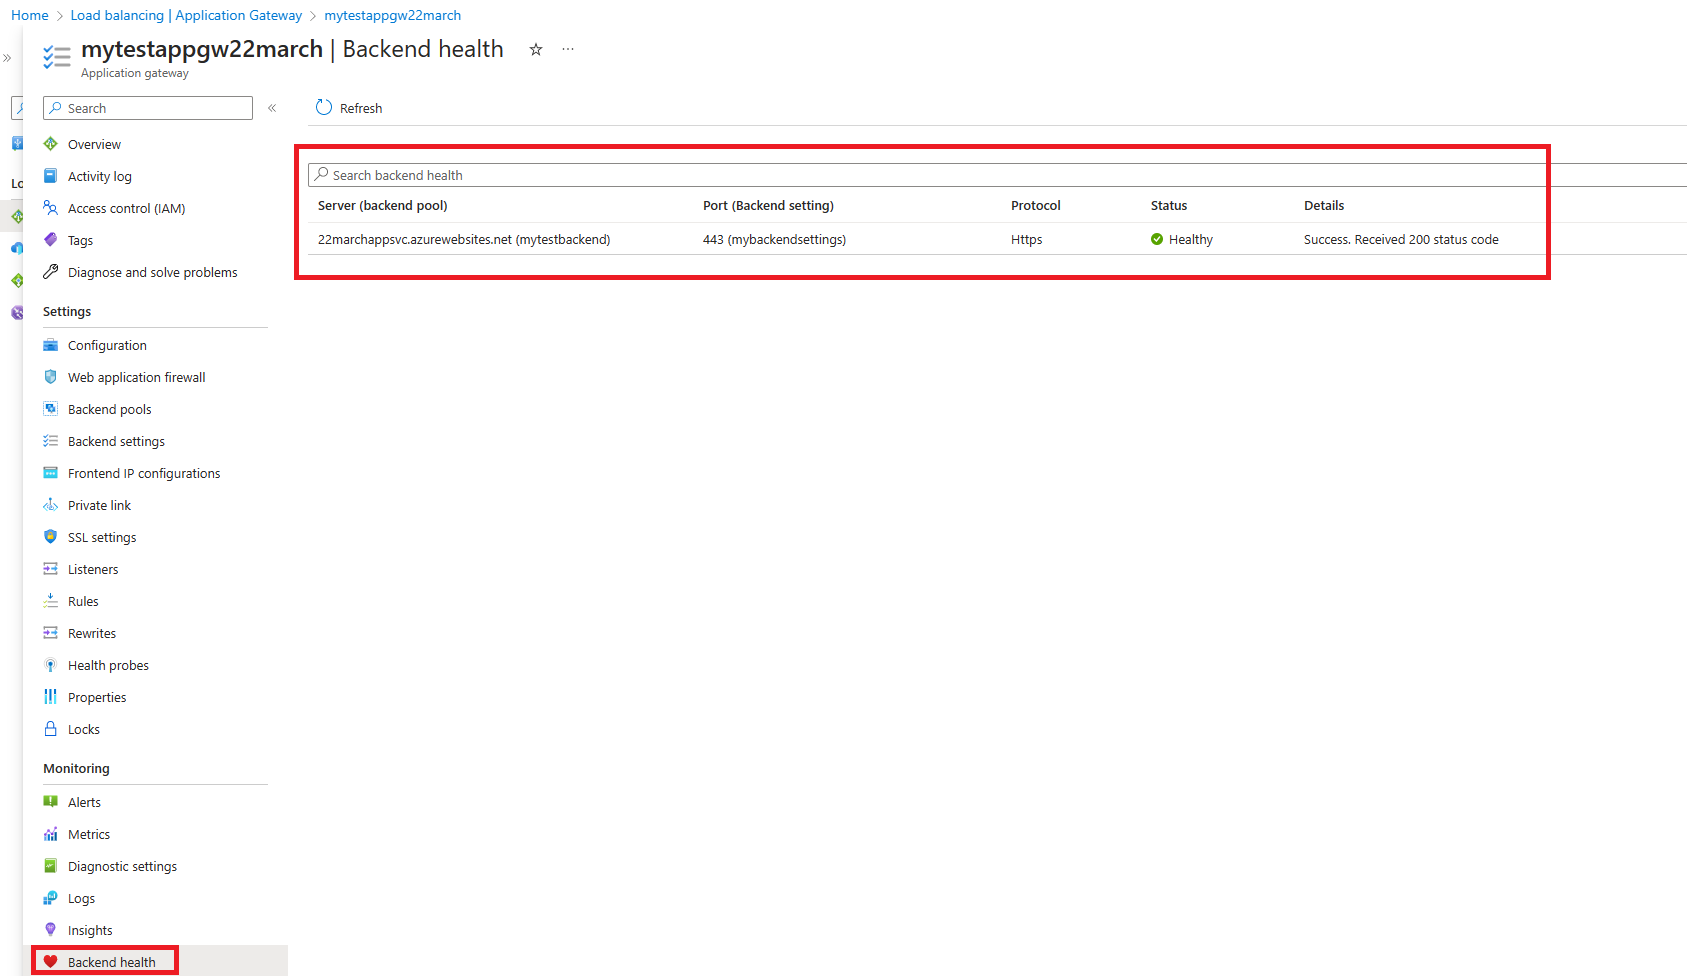 Home > Load balancing | Application Gateway > mytestappgw22march
mytestappgw22march | Backend health ☆ ...
Application gateway
Search
Refresh
Overview
Activity log
Access control (IAM)
Tags
Diagnose and solve problems
Settings
Configuration
Web application firewall
Backend pools
Backend settings
Frontend IP configurations
Private link
SSL settings
Listeners
Rules
Rewrites
Health probes
Properties
Locks
Monitoring
Alerts
Metrics
Diagnostic settings
Logs
Insights
Backend health
Search backend health
Server (backend pool) Port (Backend setting) Protocol Status Details
22marchappsvc.azurewebsites.net (mytestbackend) 443 (mybackendsettings) Https Healthy Success. Received 200 status code